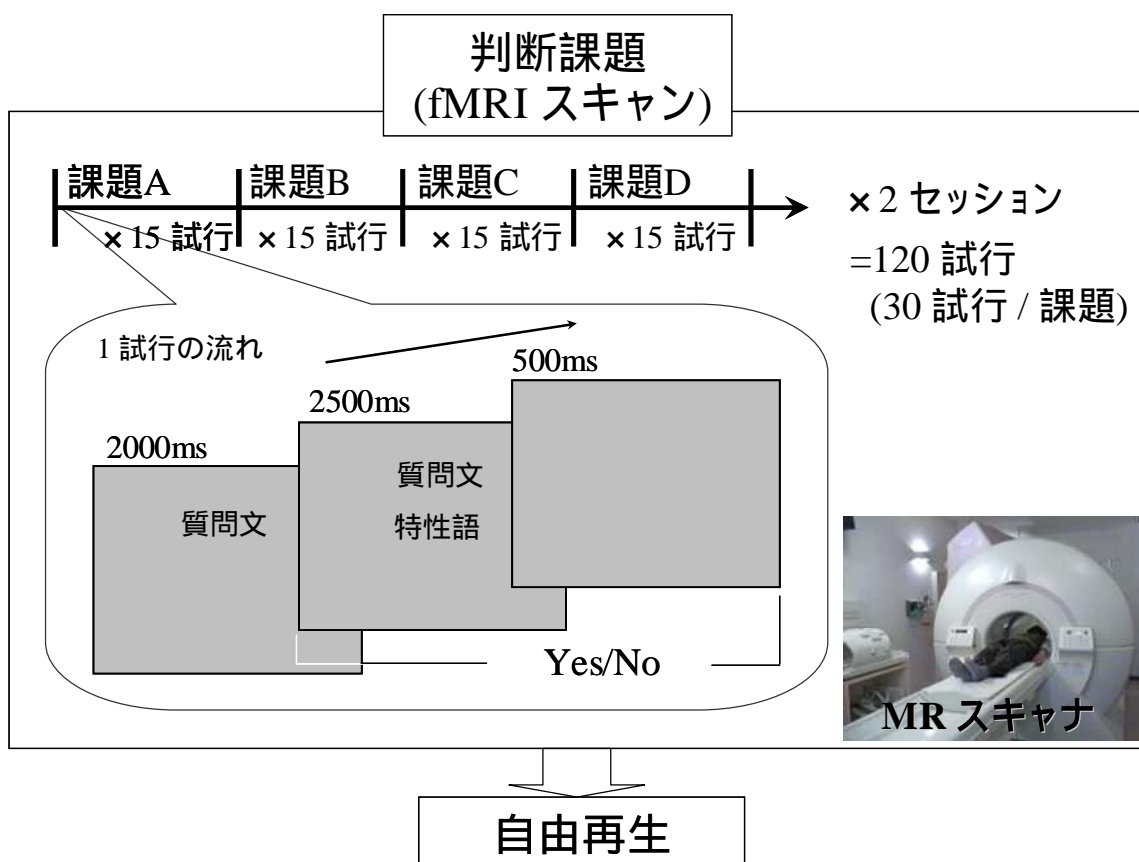 判断課題
(fMRI スキャン)
課題A 課題B 課題C 課題D
×15 試行 ×15 試行 ×15 試行 ×15 試行
×2 セッション
=120 試行
(30 試行 / 課題)
1 試行の流れ
500ms
2500ms
2000ms
質問文
質問文
特性語
Yes/No
MR スキャナ
自由再生